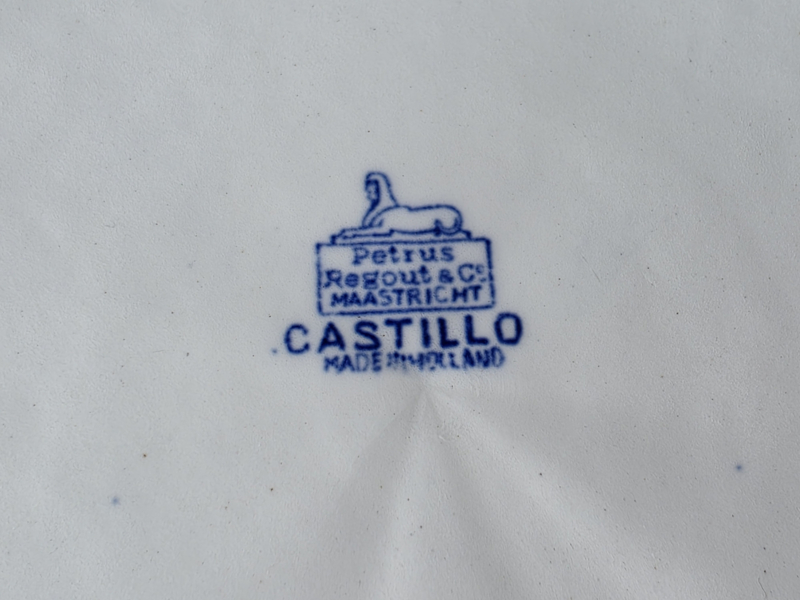 Petrus
Regout & Co
MAASTRICHT
CASTILLO
MADE IN HOLLAND